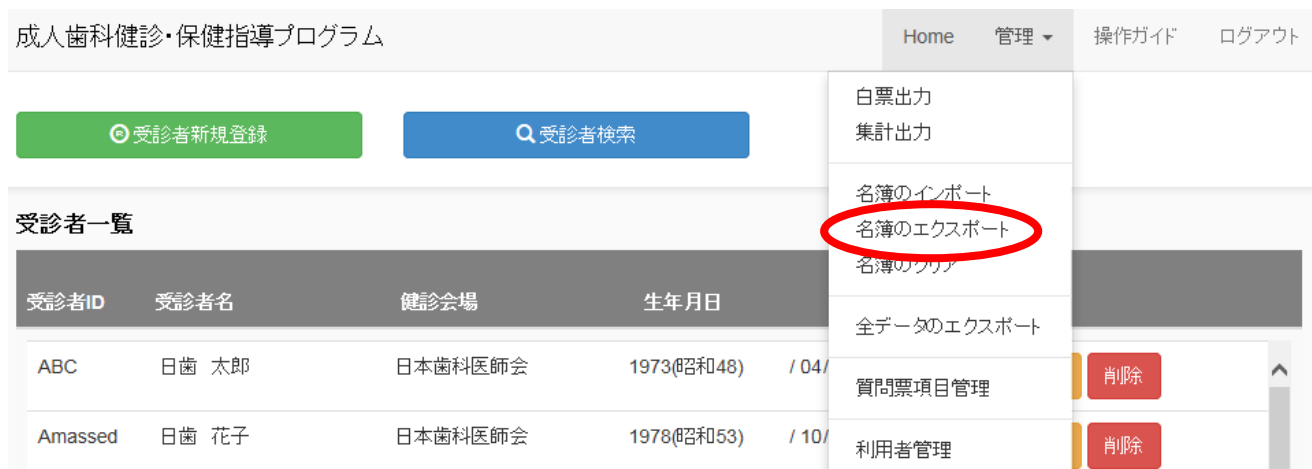 成人歯科健診・保健指導プログラム
Home 管理 操作ガイド ログアウト
受診者新規登録 受診者検索
白票出力
集計出力
名簿のインポート
名簿のエクスポート
名簿のクリア
全データのエクスポート
質問票項目管理
利用者管理
受診者一覧
受診者ID 受診者名 健診会場 生年月日
ABC 日歯 太郎 日本歯科医師会 1973(昭和48) / 04/ 削除
Amassed 日歯 花子 日本歯科医師会 1978(昭和53) / 10/ 削除